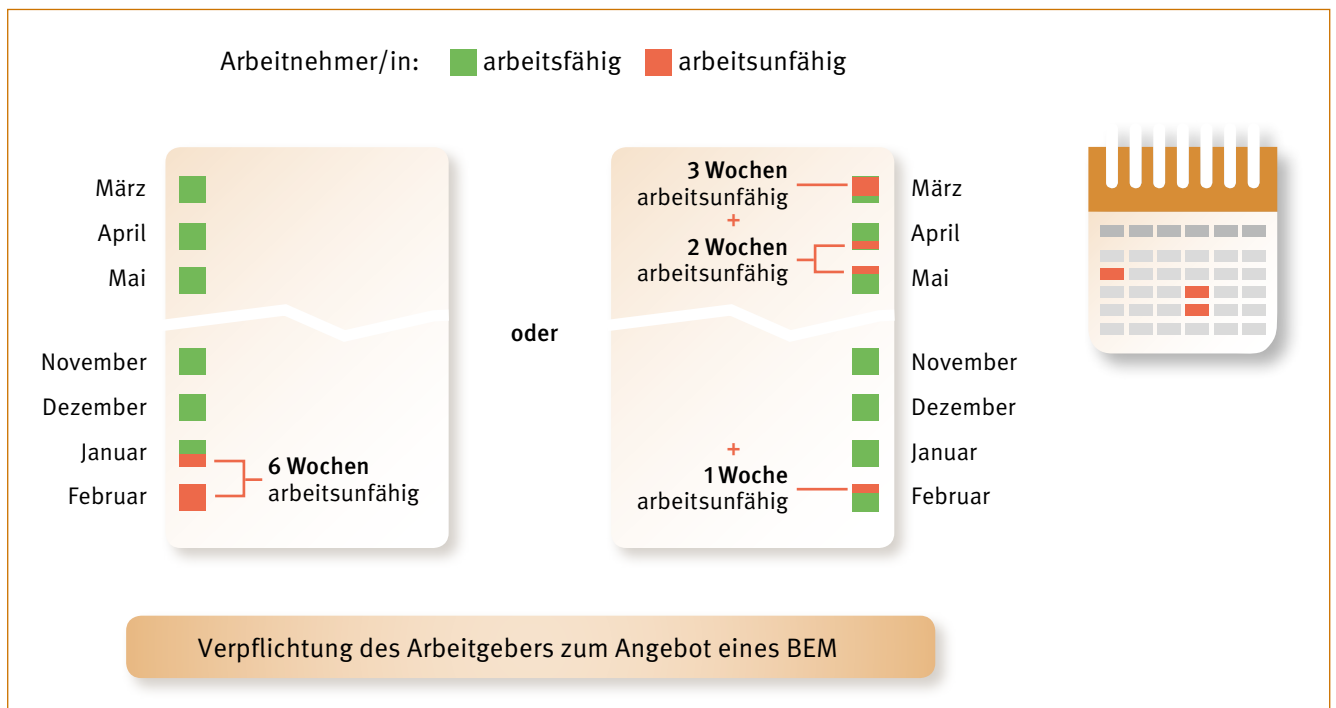 Arbeitnehmer/in: arbeitsfähig arbeitsunfähig
März
April
Mai
November
Dezember
Januar
Februar
6 Wochen
arbeitsunfähig
oder
3 Wochen
arbeitsunfähig
+
2 Wochen
arbeitsunfähig
+
1 Woche
arbeitsunfähig
März
April
Mai
November
Dezember
Januar
Februar
Verpflichtung des Arbeitgebers zum Angebot eines BEM